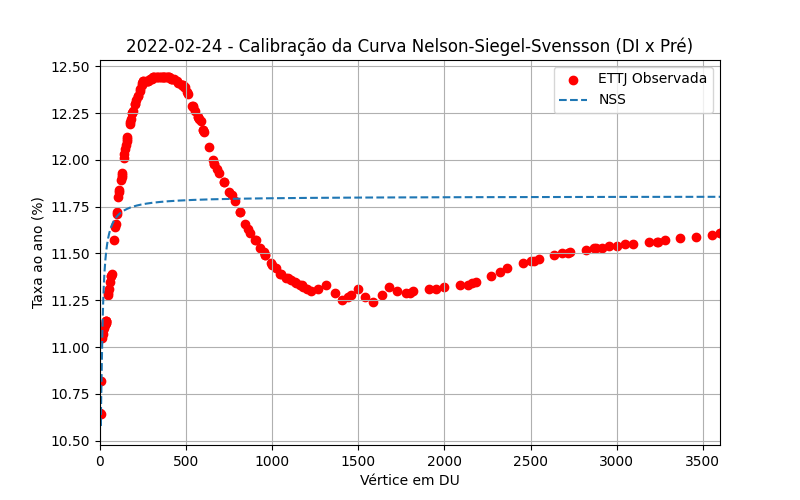 2022-02-24 - Calibração da Curva Nelson-Siegel-Svensson (DI x Pré)
ETTJ Observada
NSS
Taxa ao ano (%)
12.50
12.25
12.00
11.75
11.50
11.25
11.00
10.75
10.50
0 500 1000 1500 2000 2500 3000 3500
Vértice em DU